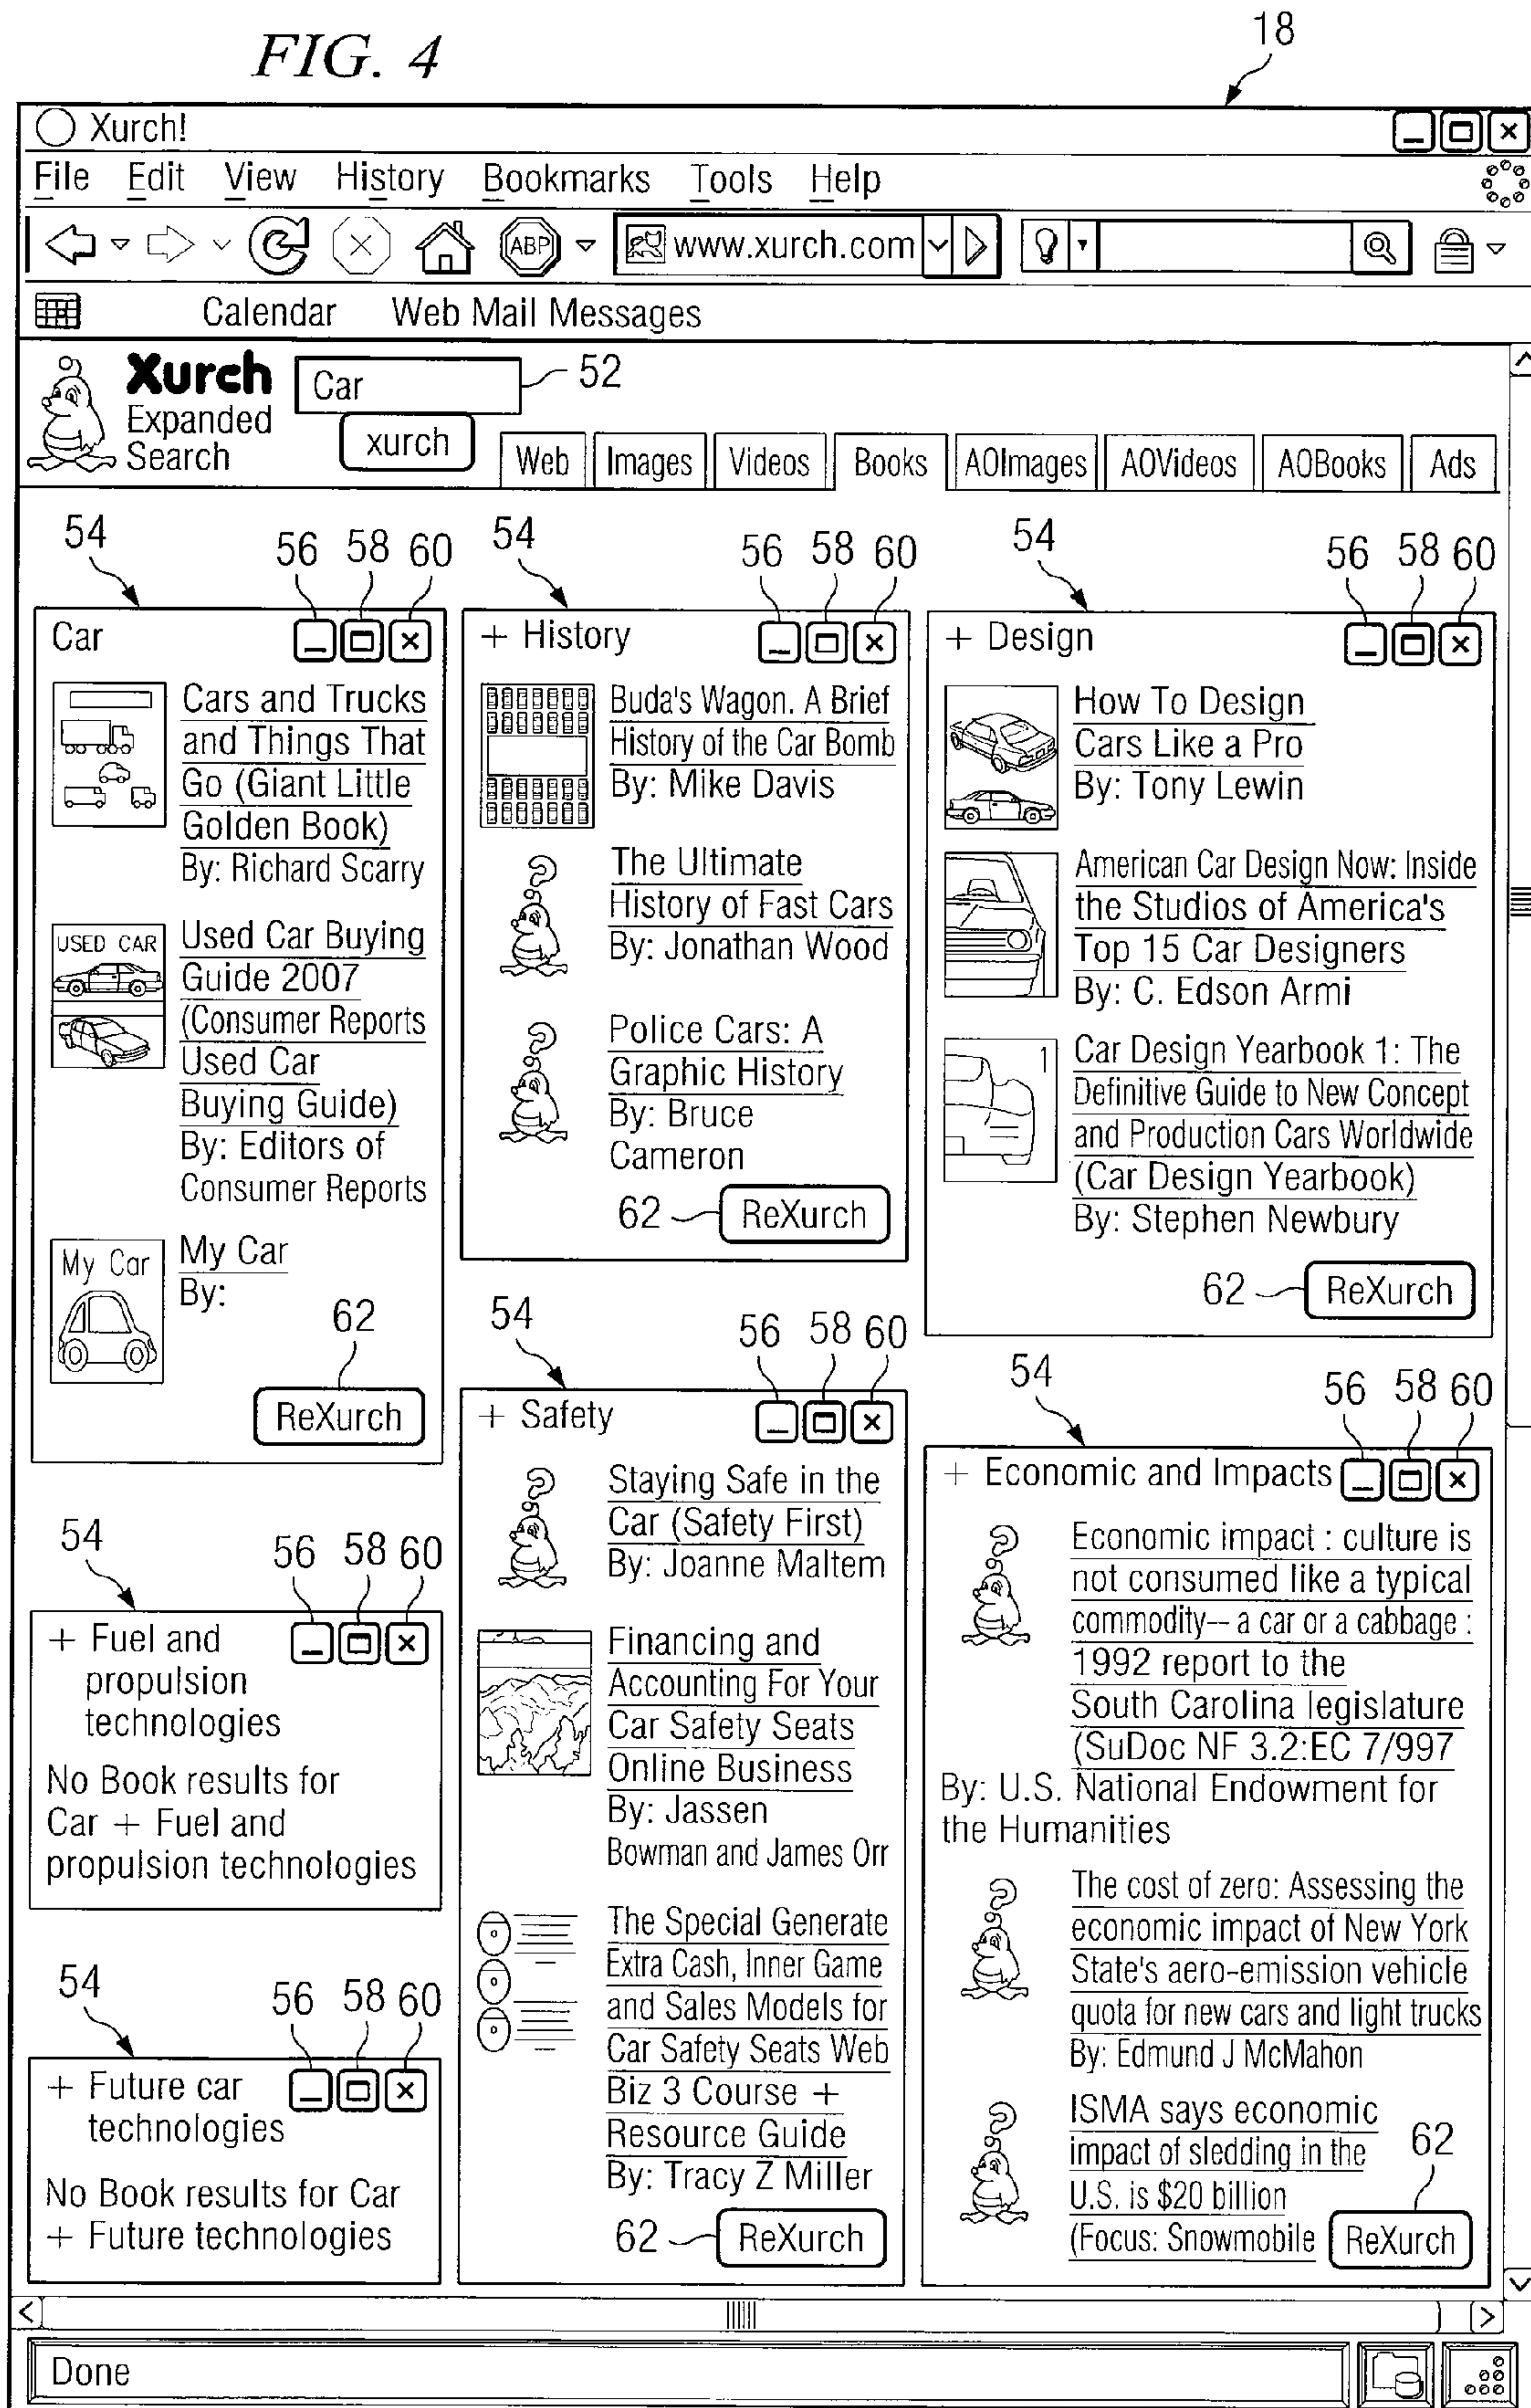 FIG. 4
18
Xurch!
File Edit View History Bookmarks Tools Help
ABP www.xurch.com
Calendar Web Mail Messages
Xurch
Expanded
Search
Car
52
xurch
Web Images Videos Books AOImages AOVideos AOBooks Ads
54 56 58 60
Car
Cars and Trucks
and Things That
Go (Giant Little
Golden Book)
By: Richard Scarry
USED CAR
Used Car Buying
Guide 2007
(Consumer Reports
Used Car
Buying Guide)
By: Editors of
Consumer Reports
My Car
My Car
By:
62
ReXurch
54 56 58 60
+ Fuel and
propulsion
technologies
No Book results for
Car + Fuel and
propulsion technologies
54 56 58 60
+ Future car
technologies
No Book results for Car
+ Future technologies
54 56 58 60
+ History
Buda's Wagon. A Brief
History of the Car Bomb
By: Mike Davis
The Ultimate
History of Fast Cars
By: Jonathan Wood
Police Cars: A
Graphic History
By: Bruce
Cameron
62 ReXurch
54 56 58 60
+ Safety
Staying Safe in the
Car (Safety First)
By: Joanne Maltem
Financing and
Accounting For Your
Car Safety Seats
Online Business
By: Jassen
Bowman and James Orr
The Special Generate
Extra Cash, Inner Game
and Sales Models for
Car Safety Seats Web
Biz 3 Course +
Resource Guide
By: Tracy Z Miller
62 ReXurch
54 56 58 60
+ Design
How To Design
Cars Like a Pro
By: Tony Lewin
American Car Design Now: Inside
the Studios of America's
Top 15 Car Designers
By: C. Edson Armi
1
Car Design Yearbook 1: The
Definitive Guide to New Concept
and Production Cars Worldwide
(Car Design Yearbook)
By: Stephen Newbury
62 ReXurch
54 56 58 60
+ Economic and Impacts
Economic impact : culture is
not consumed like a typical
commodity-- a car or a cabbage :
1992 report to the
South Carolina legislature
(SuDoc NF 3.2:EC 7/997
By: U.S. National Endowment for
the Humanities
The cost of zero: Assessing the
economic impact of New York
State's aero-emission vehicle
quota for new cars and light trucks
By: Edmund J McMahon
ISMA says economic
impact of sledding in the
U.S. is $20 billion
(Focus: Snowmobile
62
ReXurch
Done